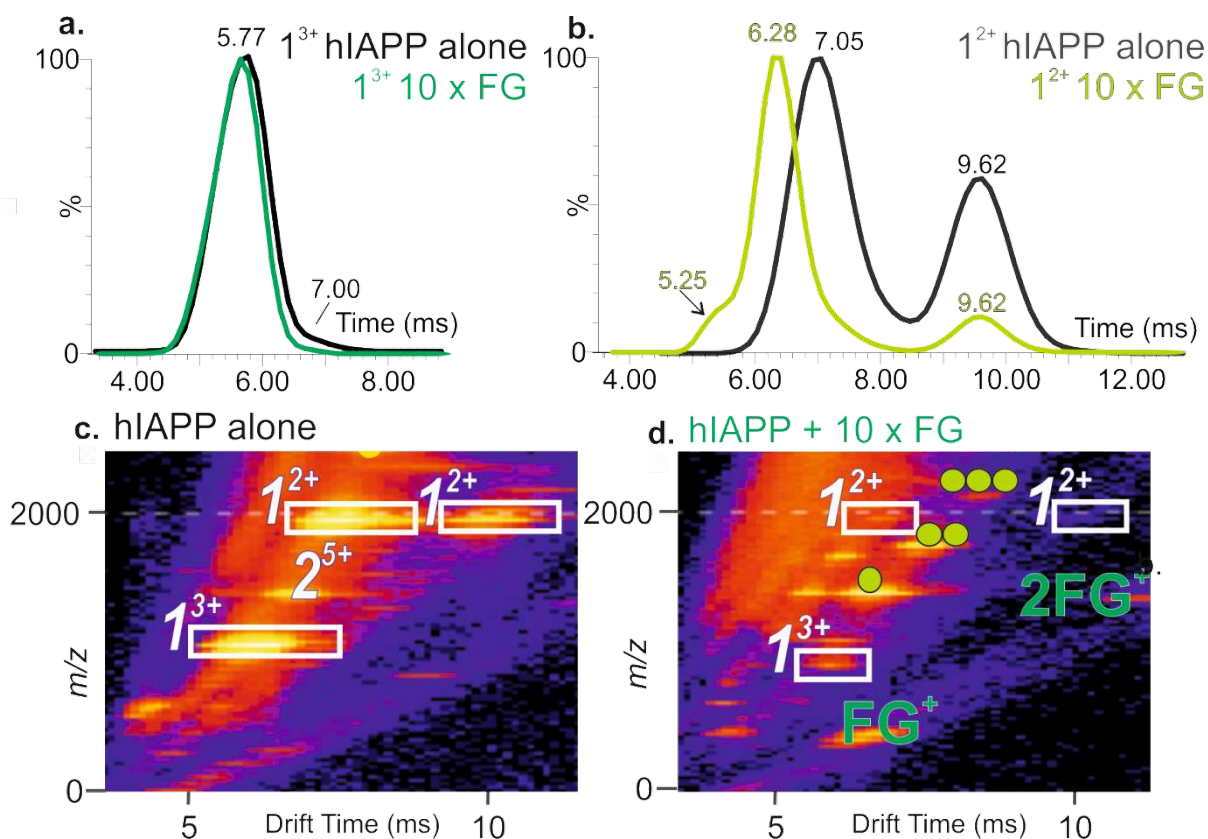 a.
5.77
1³⁺ hIAPP alone
1³⁺ 10 x FG
100
%
7.00
Time (ms)
0
4.00 6.00 8.00
b.
6.28
7.05
1²⁺ hIAPP alone
1²⁺ 10 x FG
100
%
9.62
5.25
9.62
Time (ms)
0
4.00 6.00 8.00 10.00 12.00
c. hIAPP alone
1²⁺ 1²⁺
2000
2⁵⁺
1³⁺
m/z
0
5 Drift Time (ms) 10
d. hIAPP + 10 x FG
1²⁺ 1²⁺
2000
2FG⁺
1³⁺
m/z
FG⁺
0
5 Drift Time (ms) 10